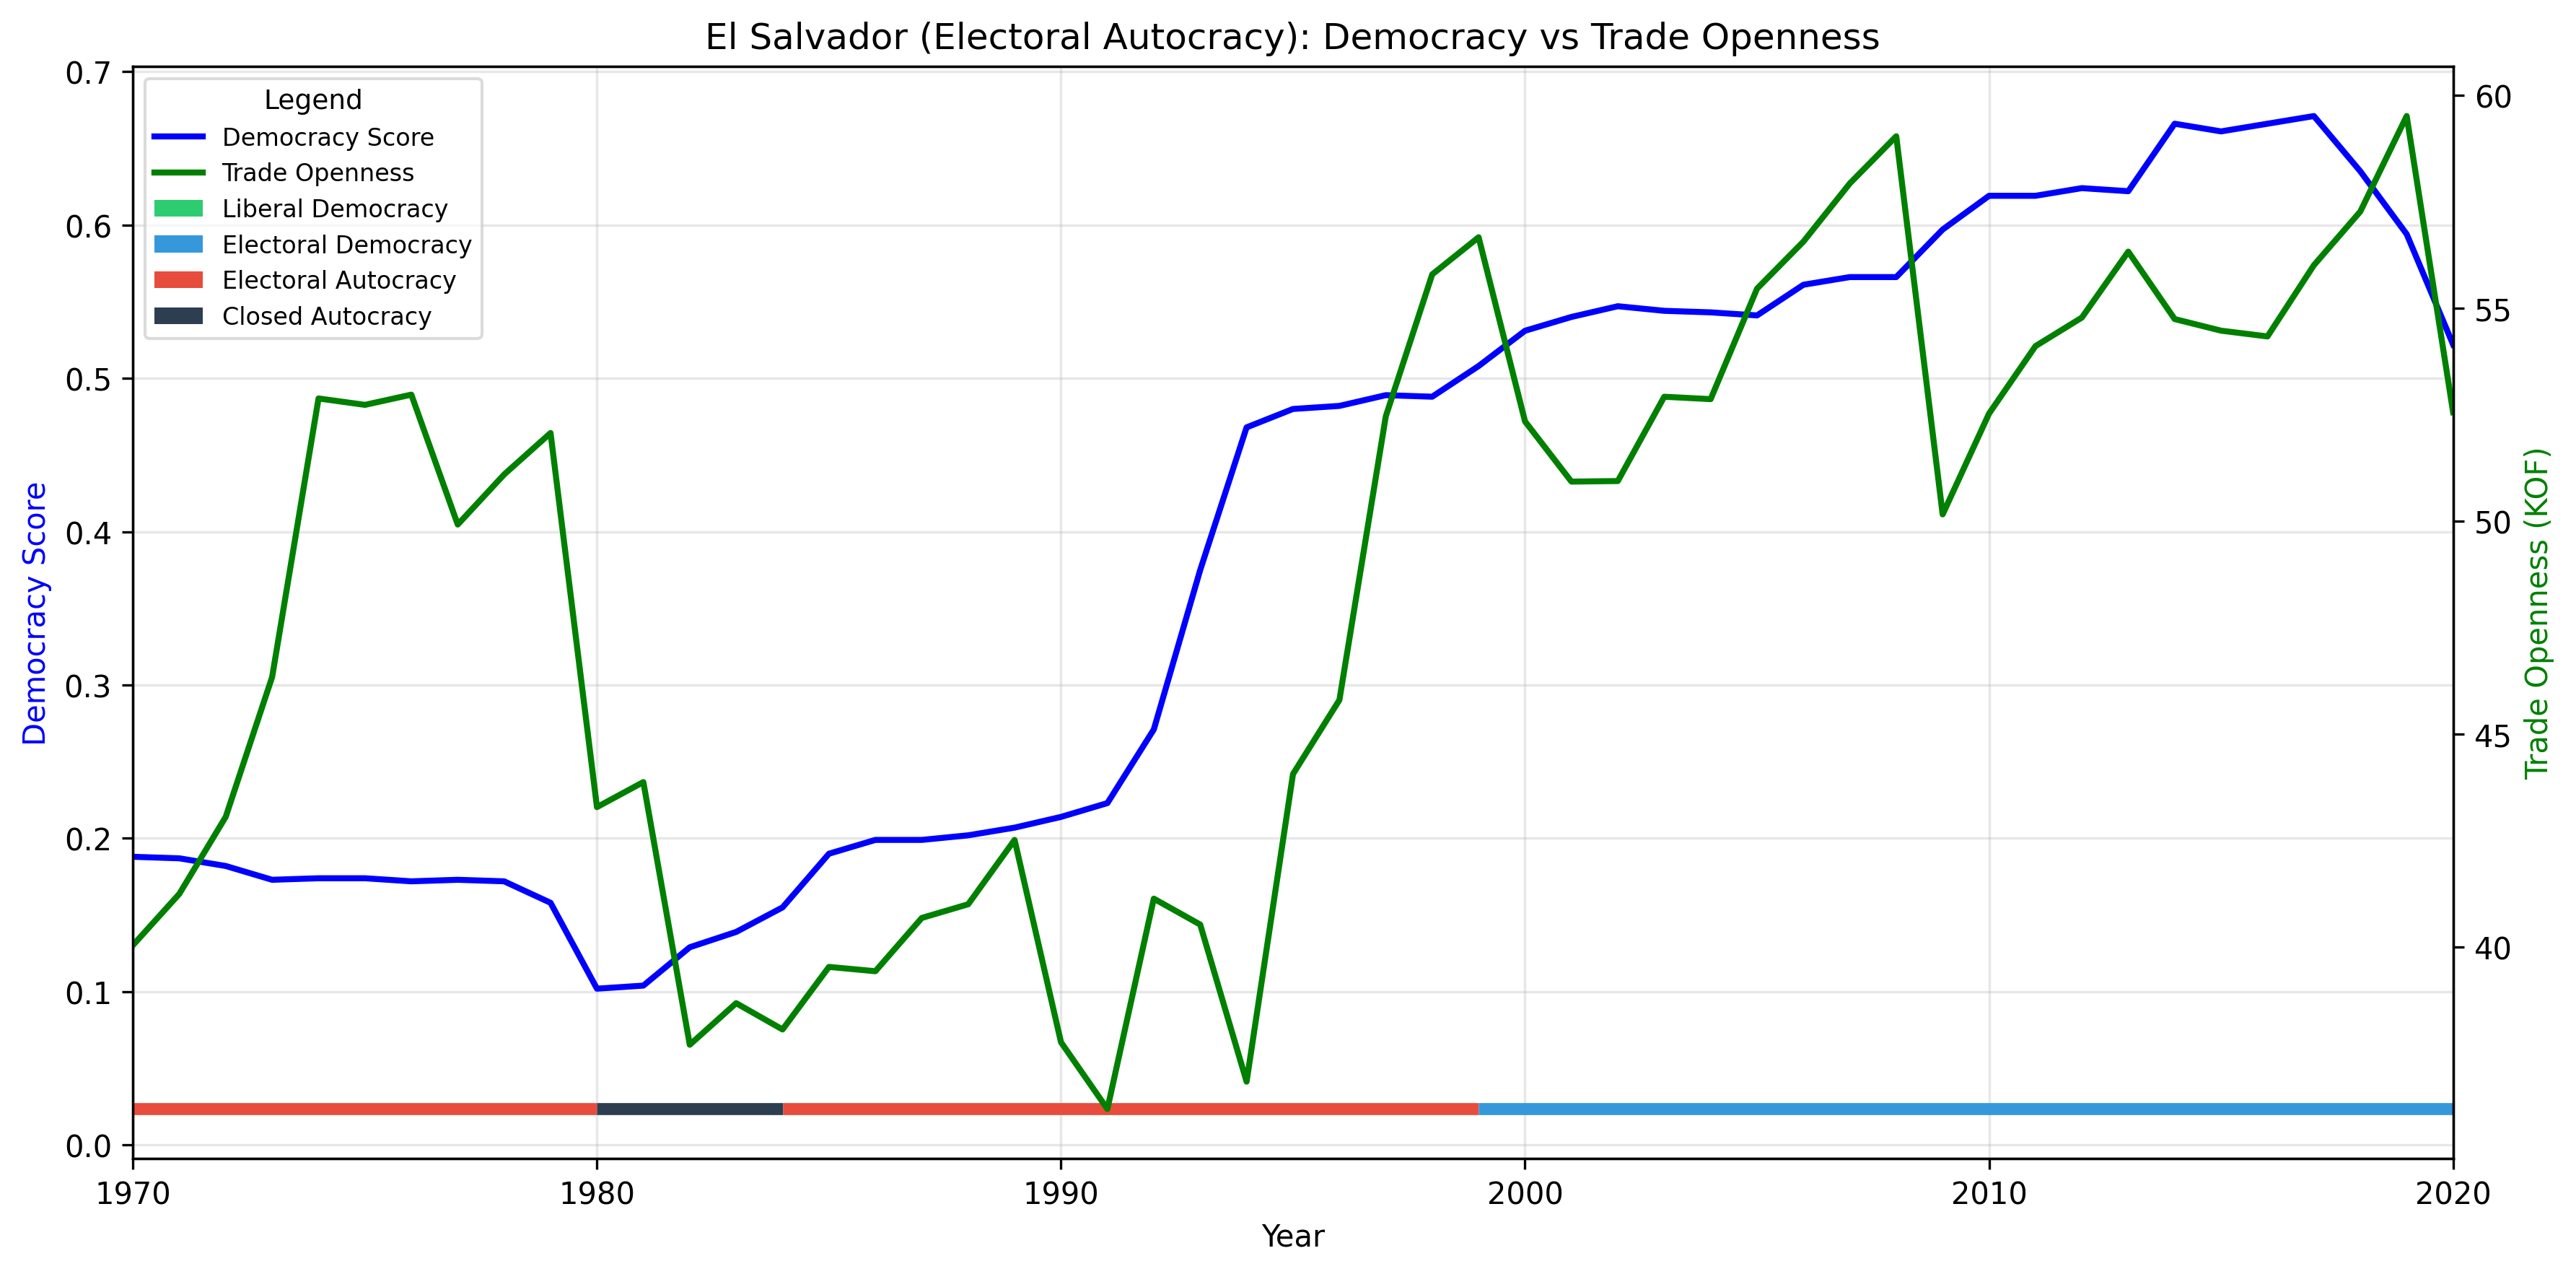 El Salvador (Electoral Autocracy): Democracy vs Trade Openness
Legend
Democracy Score
Trade Openness
Liberal Democracy
Electoral Democracy
Electoral Autocracy
Closed Autocracy
Democracy Score
0.7
0.6
0.5
0.4
0.3
0.2
0.1
0.0
60
55
50
45
40
Trade Openness (KOF)
1970 1980 1990 2000 2010 2020
Year